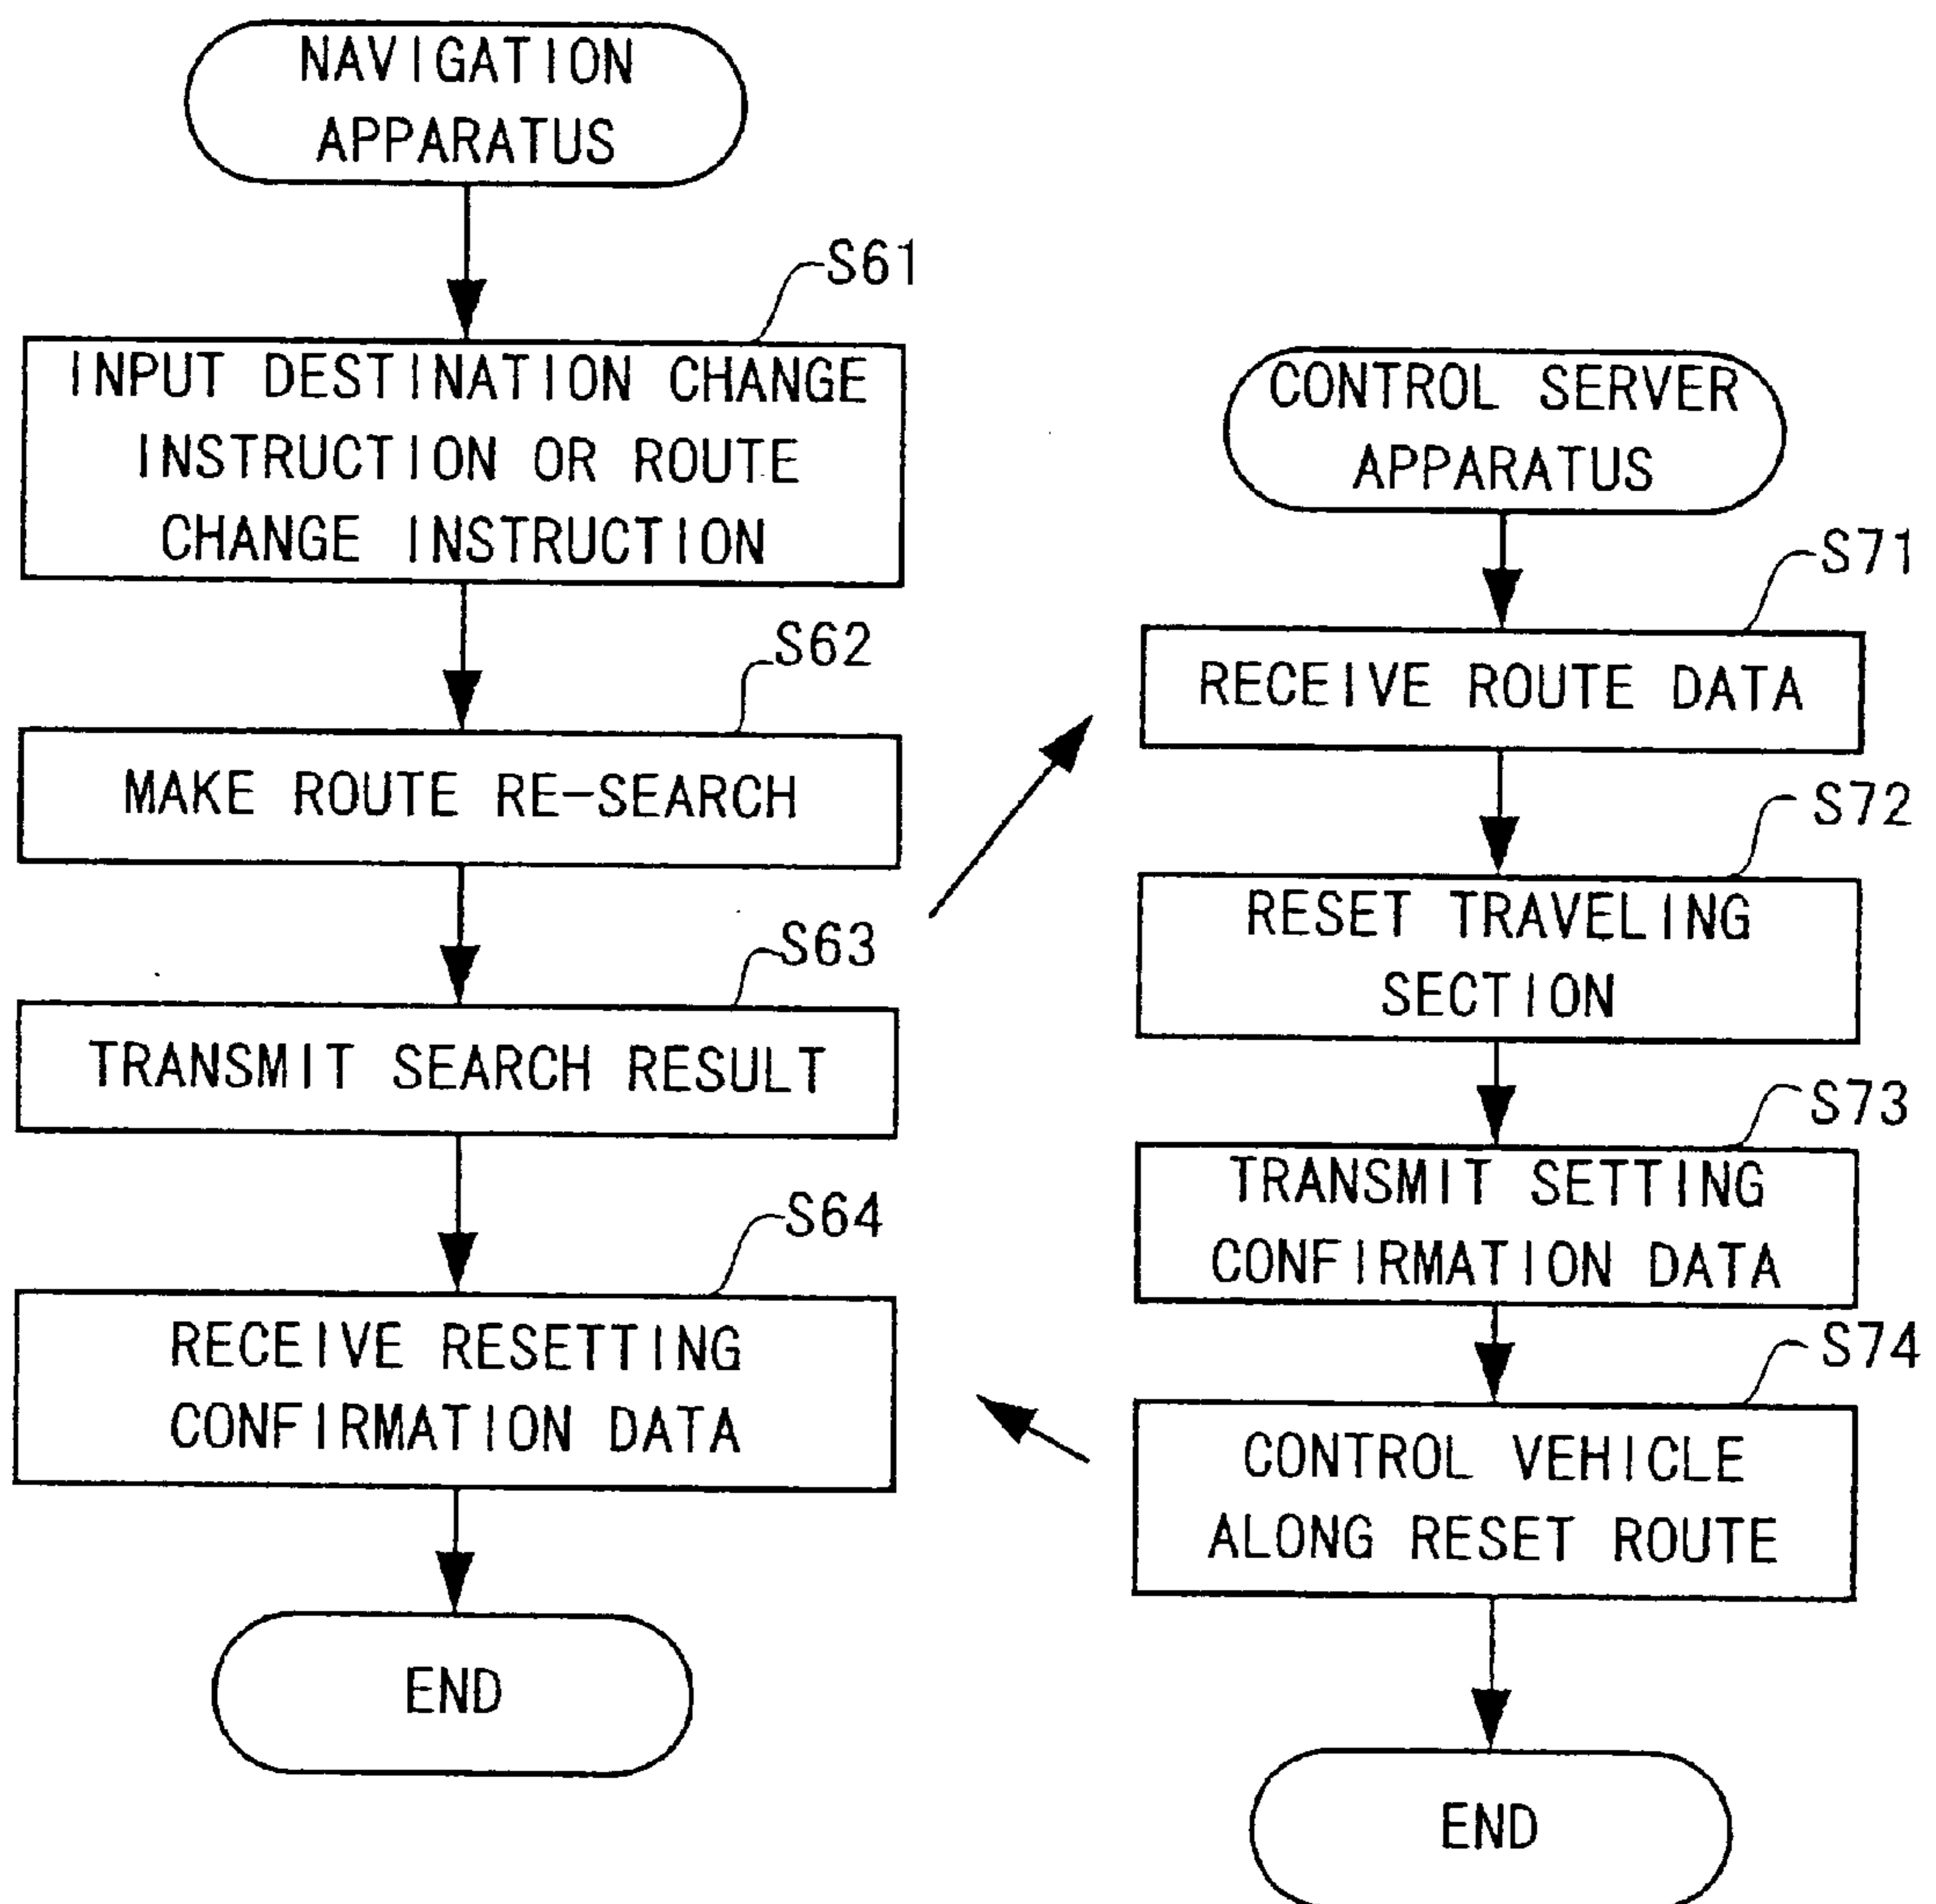 NAVIGATION
APPARATUS
S61
INPUT DESTINATION CHANGE
INSTRUCTION OR ROUTE
CHANGE INSTRUCTION
S62
MAKE ROUTE RE-SEARCH
S63
TRANSMIT SEARCH RESULT
S64
RECEIVE RESETTING
CONFIRMATION DATA
END
CONTROL SERVER
APPARATUS
S71
RECEIVE ROUTE DATA
S72
RESET TRAVELING
SECTION
S73
TRANSMIT SETTING
CONFIRMATION DATA
S74
CONTROL VEHICLE
ALONG RESET ROUTE
END